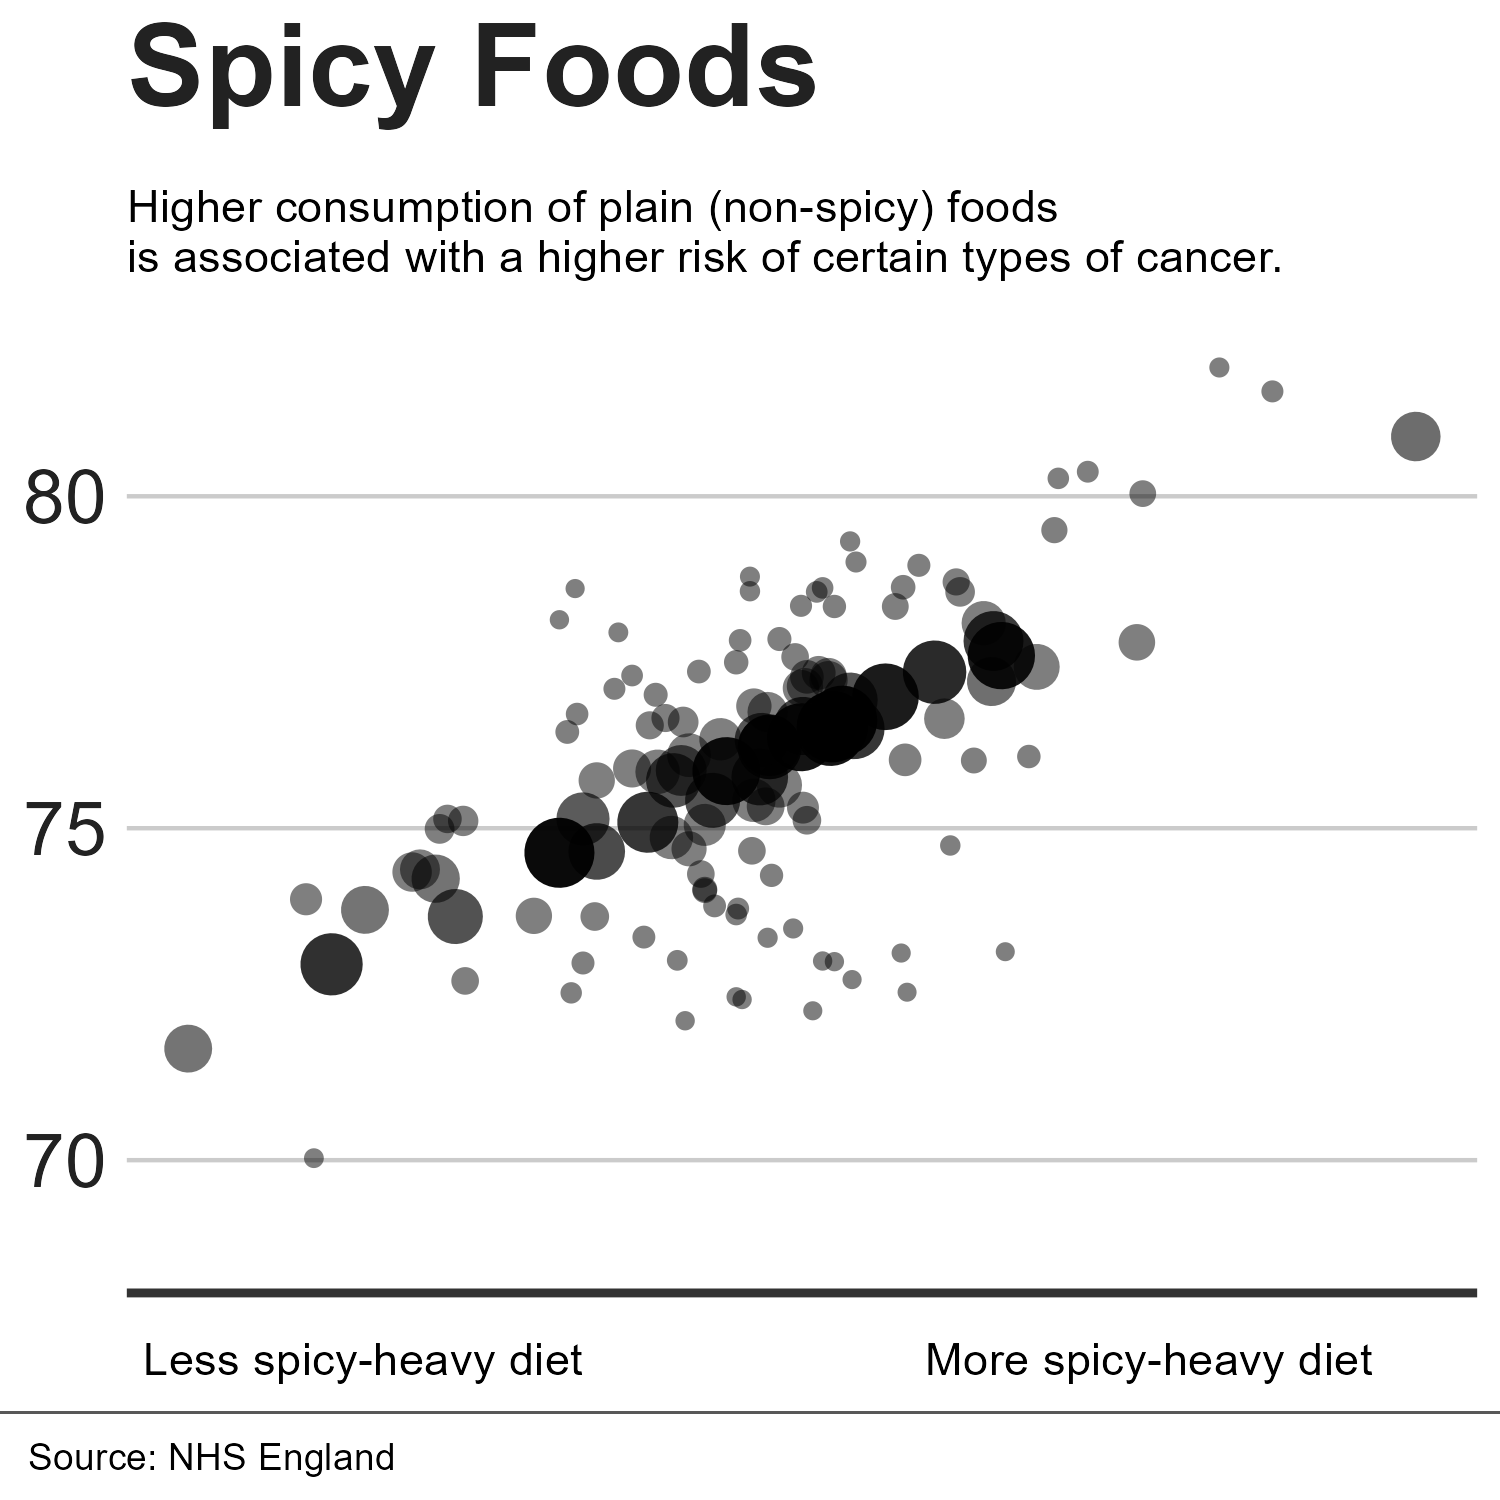 Spicy Foods
Higher consumption of plain (non-spicy) foods
is associated with a higher risk of certain types of cancer.
80
75
70
Less spicy-heavy diet
More spicy-heavy diet
Source: NHS England